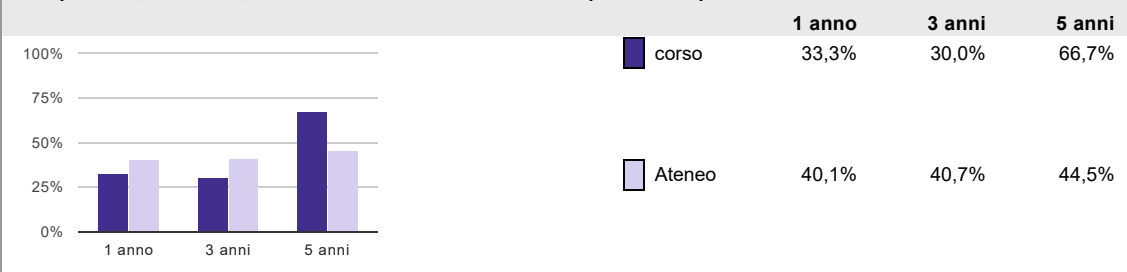 1 anno 3 anni 5 anni
100%
75%
50%
25%
0%
1 anno 3 anni 5 anni
corso 33,3% 30,0% 66,7%
Ateneo 40,1% 40,7% 44,5%